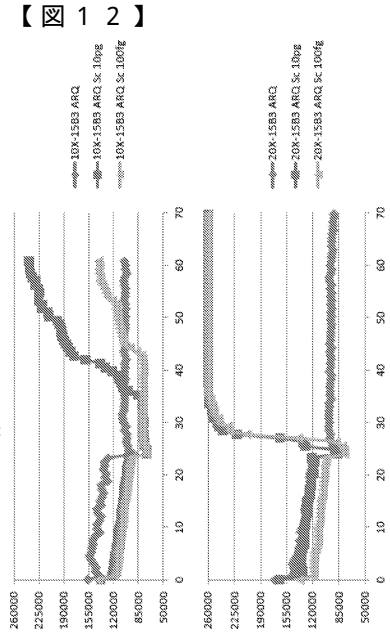 【図１２】
260000
225000
190000
155000
120000
85000
50000
0 10 20 30 40 50 60 70
10X-15B3 ARQ
10X-15B3 ARQ Sc 10pg
10X-15B3 ARQ Sc 100fg
260000
225000
190000
155000
120000
85000
50000
0 10 20 30 40 50 60 70
20X-15B3 ARQ
20X-15B3 ARQ Sc 10pg
20X-15B3 ARQ Sc 100fg